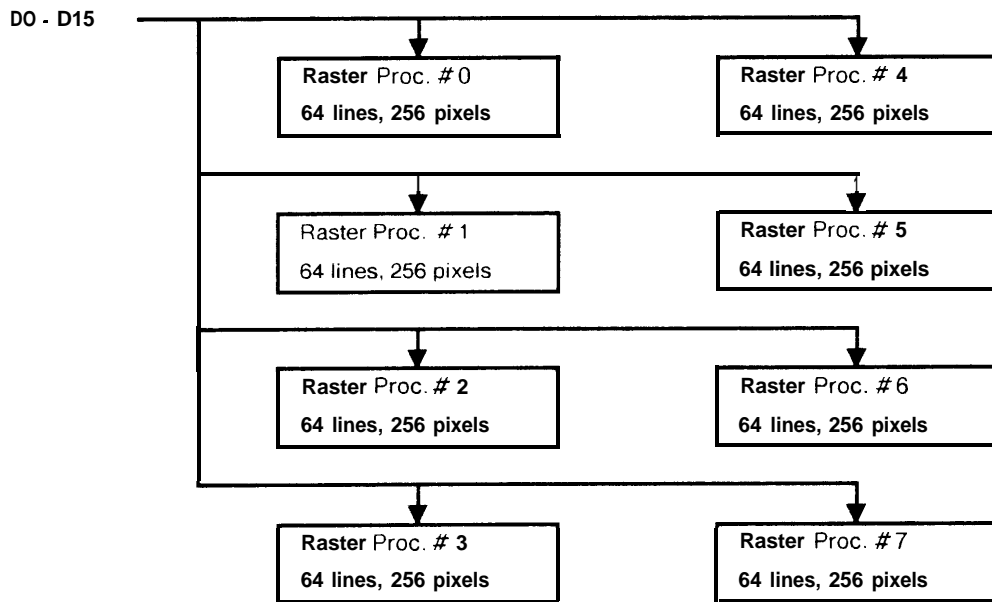 DO - D15
Raster Proc. # 0
64 lines, 256 pixels
Raster Proc. # 4
64 lines, 256 pixels
Raster Proc. # 1
64 lines, 256 pixels
Raster Proc. # 5
64 lines, 256 pixels
Raster Proc. # 2
64 lines, 256 pixels
Raster Proc. # 6
64 lines, 256 pixels
Raster Proc. # 3
64 lines, 256 pixels
Raster Proc. # 7
64 lines, 256 pixels